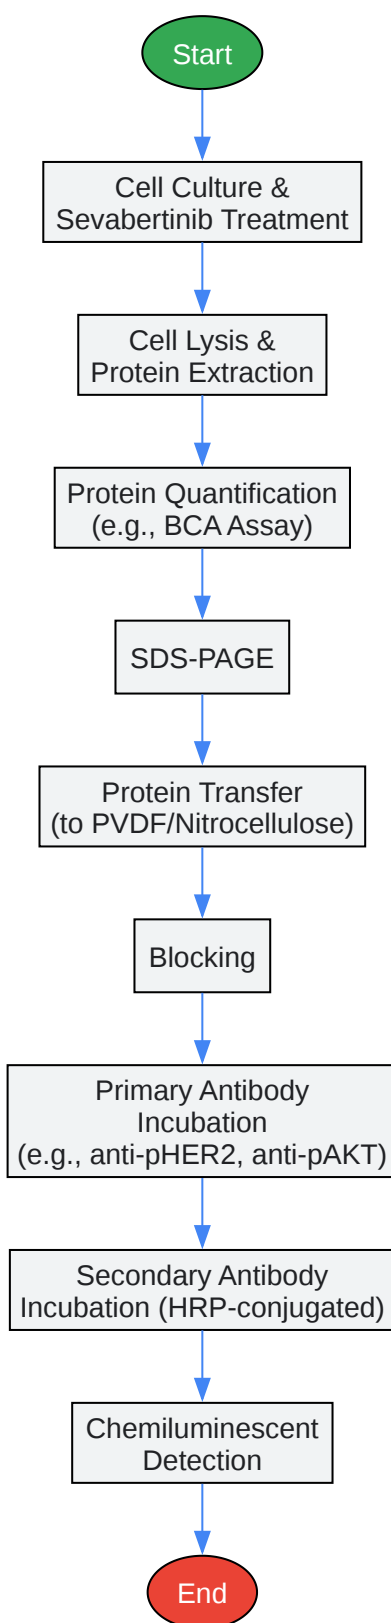 Start
Cell Culture &
Sevabertinib Treatment
Cell Lysis &
Protein Extraction
Protein Quantification
(e.g., BCA Assay)
SDS-PAGE
Protein Transfer
(to PVDF/Nitrocellulose)
Blocking
Primary Antibody
Incubation
(e.g., anti-pHER2, anti-pAKT)
Secondary Antibody
Incubation (HRP-conjugated)
Chemiluminescent
Detection
End